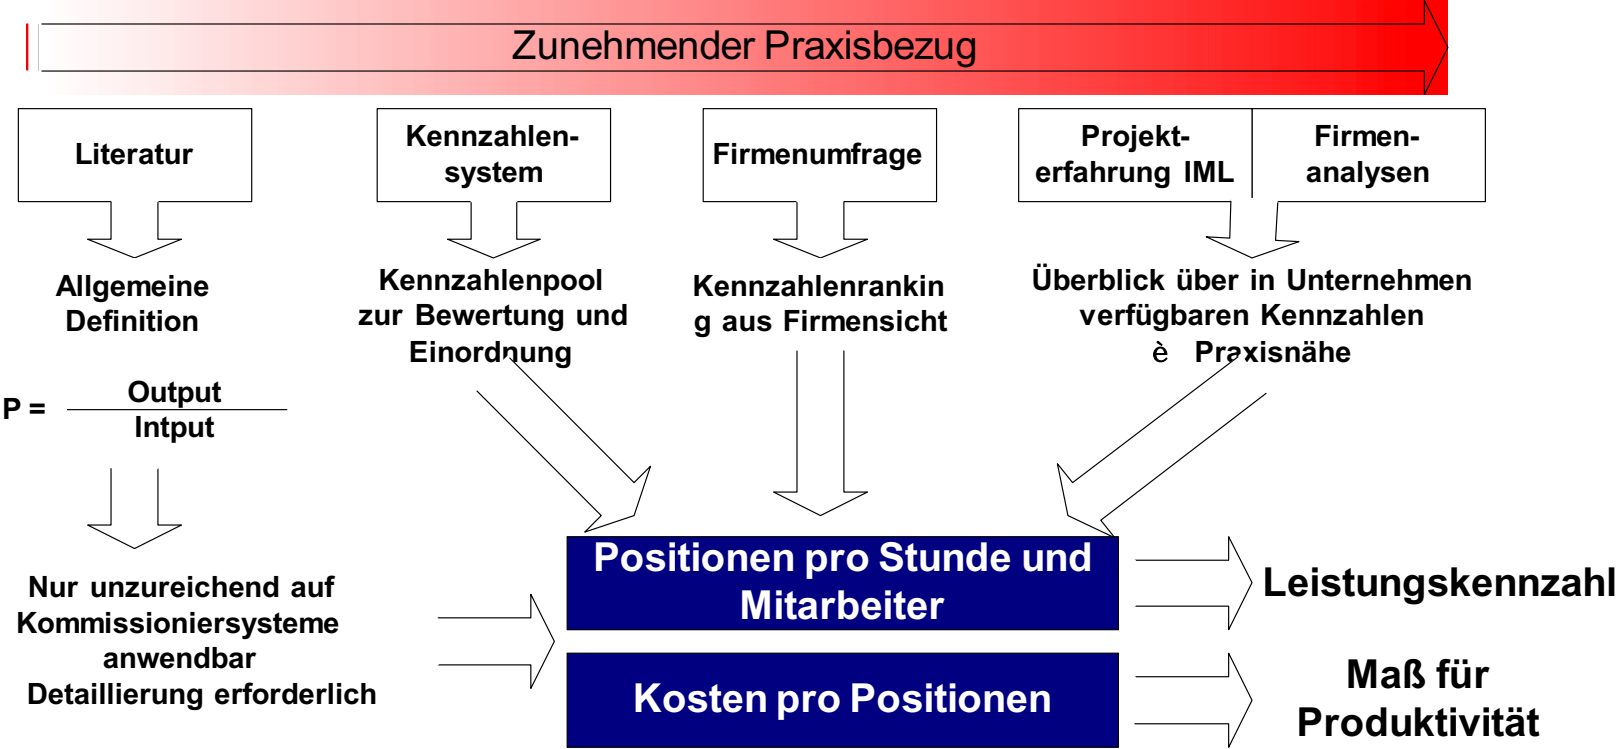 Zunehmender Praxisbezug
Literatur
Kennzahlen-
system
Firmenumfrage
Projekt-
erfahrung IML
Firmen-
analysen
Allgemeine
Definition
Kennzahlenpool
zur Bewertung und
Einordnung
Kennzahlenrankin
g aus Firmensicht
Überblick über in Unternehmen
verfügbaren Kennzahlen
è Praxisnähe
P =
Output
Intput
Nur unzureichend auf
Kommissioniersysteme
anwendbar
Detaillierung erforderlich
Positionen pro Stunde und
Mitarbeiter
Leistungskennzahl
Kosten pro Positionen
Maß für
Produktivität